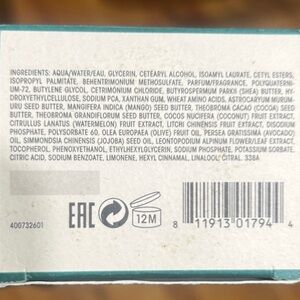 INGREDIENTS: AQUA/WATER/EAU, GLYCERIN, CETEARYL ALCOHOL, ISOAMYL LAURATE, CETYL ESTERS,
ISOPROPYL PALMITATE, BEHENTRIMONIUM METHOSULFATE, PARFUM/FRAGRANCE, POLYQUATERNI-
UM-72, BUTYLENE GLYCOL, CETRIMONIUM CHLORIDE, BUTYROSPERMUM PARKII (SHEA) BUTTER, HY-
DROXYETHYLCELLULOSE, SODIUM PCA, XANTHAN GUM, WHEAT AMINO ACIDS, ASTROCARYUM MURUM-
URU SEED BUTTER, MANGIFERA INDICA (MANGO) SEED BUTTER, THEOBROMA CACAO (COCOA) SEED
BUTTER, THEOBROMA GRANDIFLORUM SEED BUTTER, COCOS NUCIFERA (COCONUT) FRUIT EXTRACT,
CITRULLUS LANATUS (WATERMELON) FRUIT EXTRACT, LITCHI CHINENSIS FRUIT EXTRACT, DISODIUM
PHOSPHATE, POLYSORBATE 60, OLEA EUROPAEA (OLIVE) FRUIT OIL, PERSEA GRATISSIMA (AVOCADO)
OIL, SIMMONDSIA CHINENSIS (JOJOBA) SEED OIL, LEONTOPODIUM ALPINUM FLOWER/LEAF EXTRACT,
TOCOPHEROL, PHENOXYETHANOL, ETHYLHEXYLGLYCERIN, SODIUM PHOSPHATE, POTASSIUM SORBATE,
CITRIC ACID, SODIUM BENZOATE, LIMONENE, HEXYL CINNAMAL, LINALOOL, CITRAL. 338A
400732601
EAC
12M
8 11913 01794 4